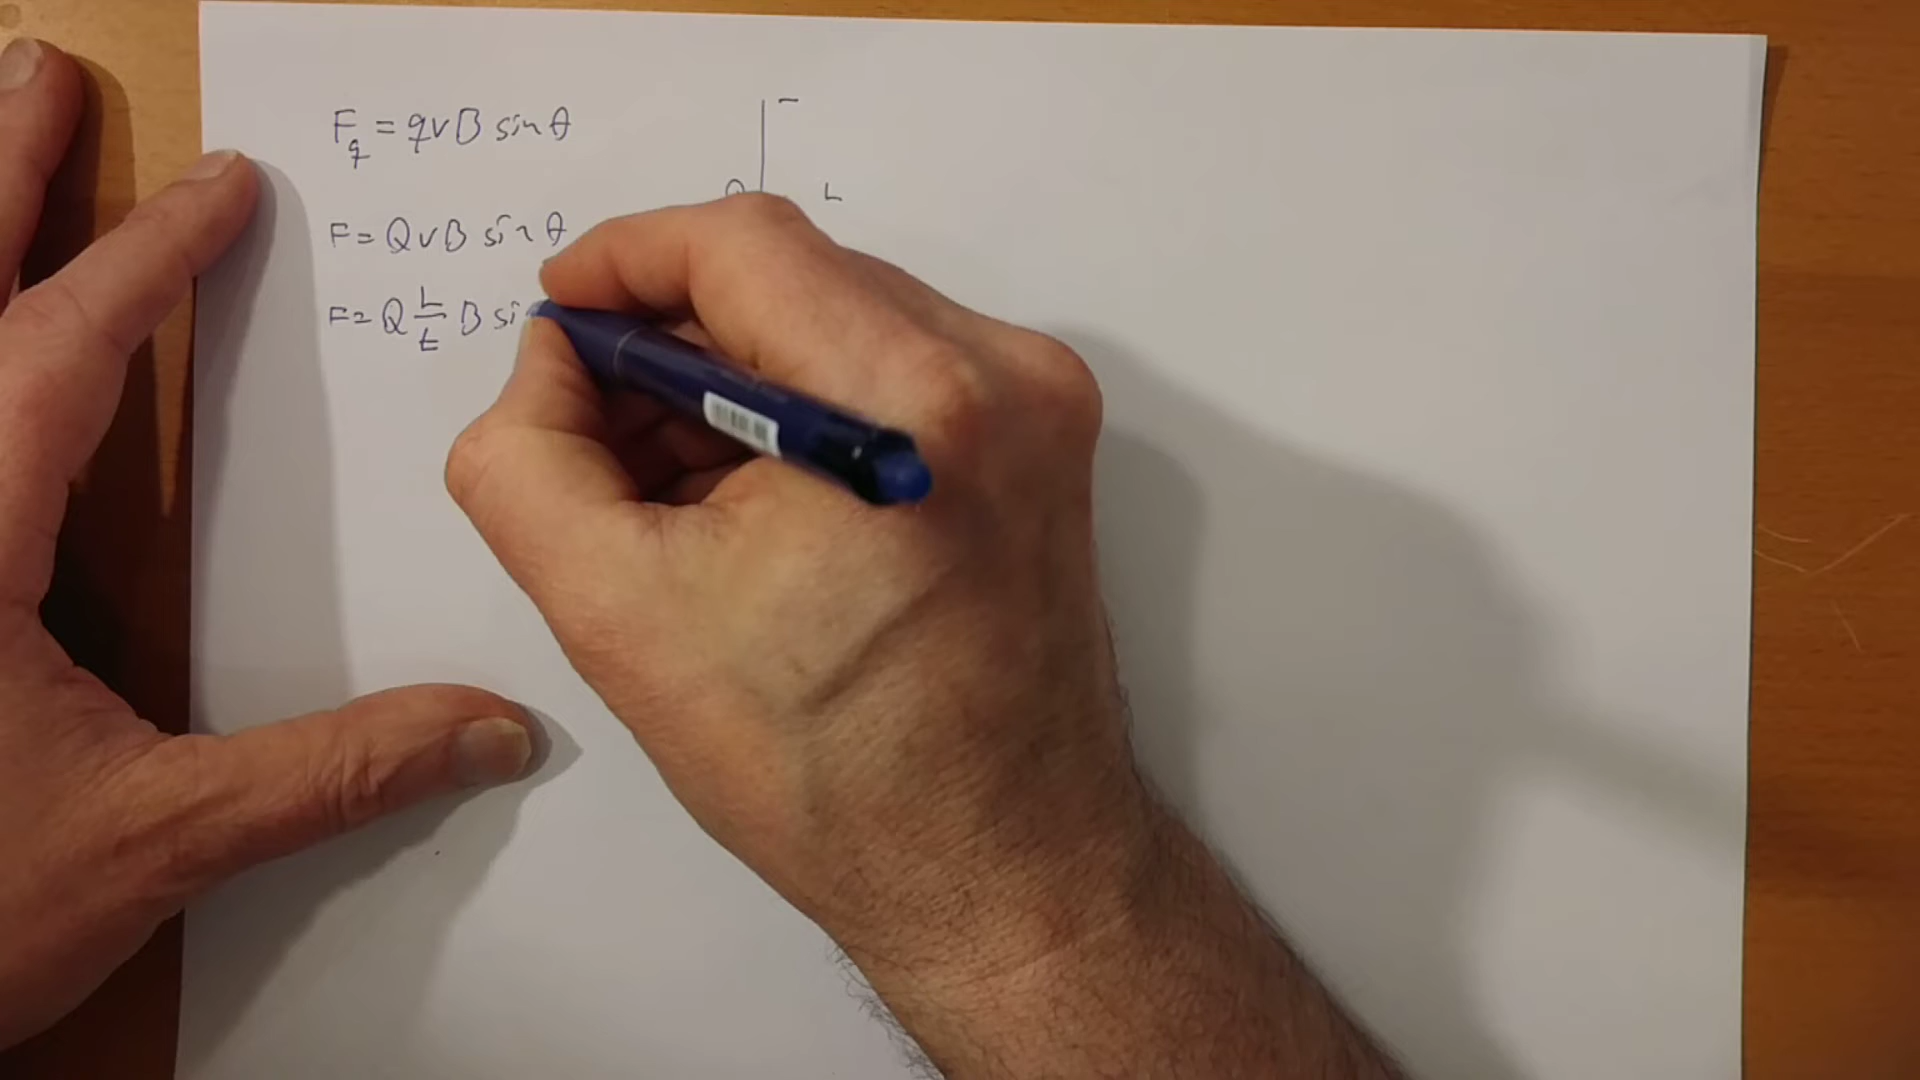 F_q = qvB sin θ
Q L
F = QvB sin θ
F = Q L/t B si